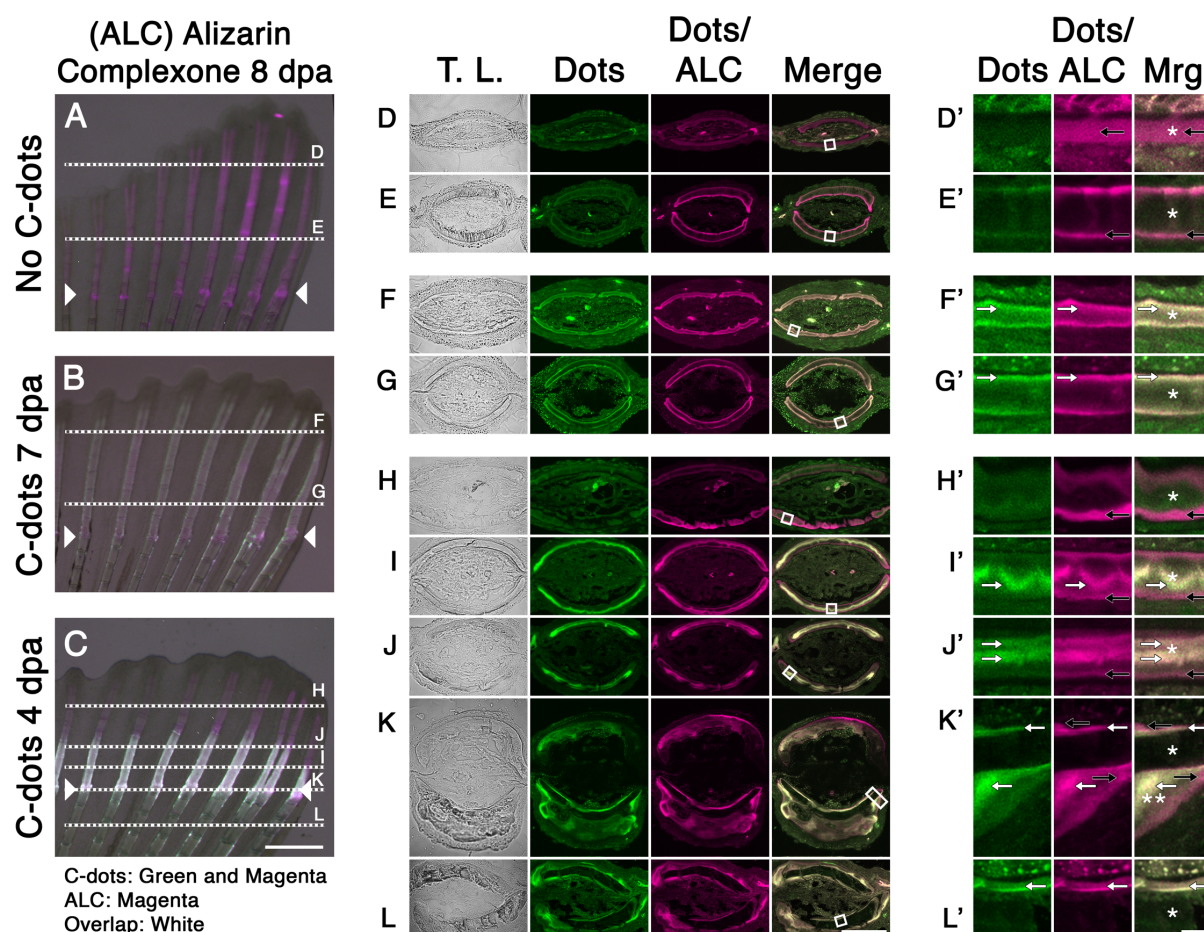 (ALC) Alizarin
Complexone 8 dpa
No C-dots
A
D
E
C-dots 7 dpa
B
F
G
C-dots 4 dpa
C
H
J
I
K
L
C-dots: Green and Magenta
ALC: Magenta
Overlap: White
T. L.
Dots
Dots/
ALC
Merge
D
E
F
G
H
I
J
K
L
Dots
Dots/
ALC
Mrg
D’
*
E’
*
F’
*
G’
*
H’
*
I’
*
J’
*
K’
*
**
L’
*